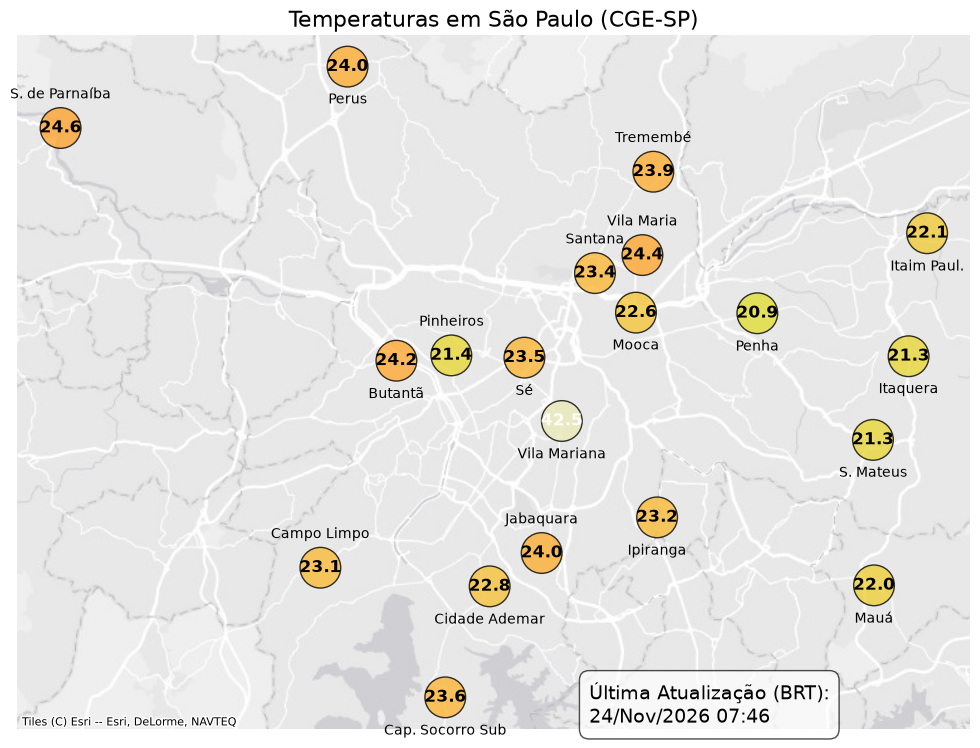 Temperaturas em São Paulo (CGE-SP)
24.0
Perus
S. de Parnaíba
24.6
Tremembé
23.9
Vila Maria
24.4
Santana
23.4
22.1
Itaim Paul.
22.6
Mooca
20.9
Penha
Pinheiros
21.4
24.2
Butantã
23.5
Sé
21.3
Itaquera
42.5
Vila Mariana
21.3
S. Mateus
23.2
Ipiranga
Jabaquara
24.0
Campo Limpo
23.1
22.8
Cidade Ademar
22.0
Mauá
23.6
Cap. Socorro Sub
Última Atualização (BRT):
24/Nov/2026 07:46
Tiles (C) Esri -- Esri, DeLorme, NAVTEQ